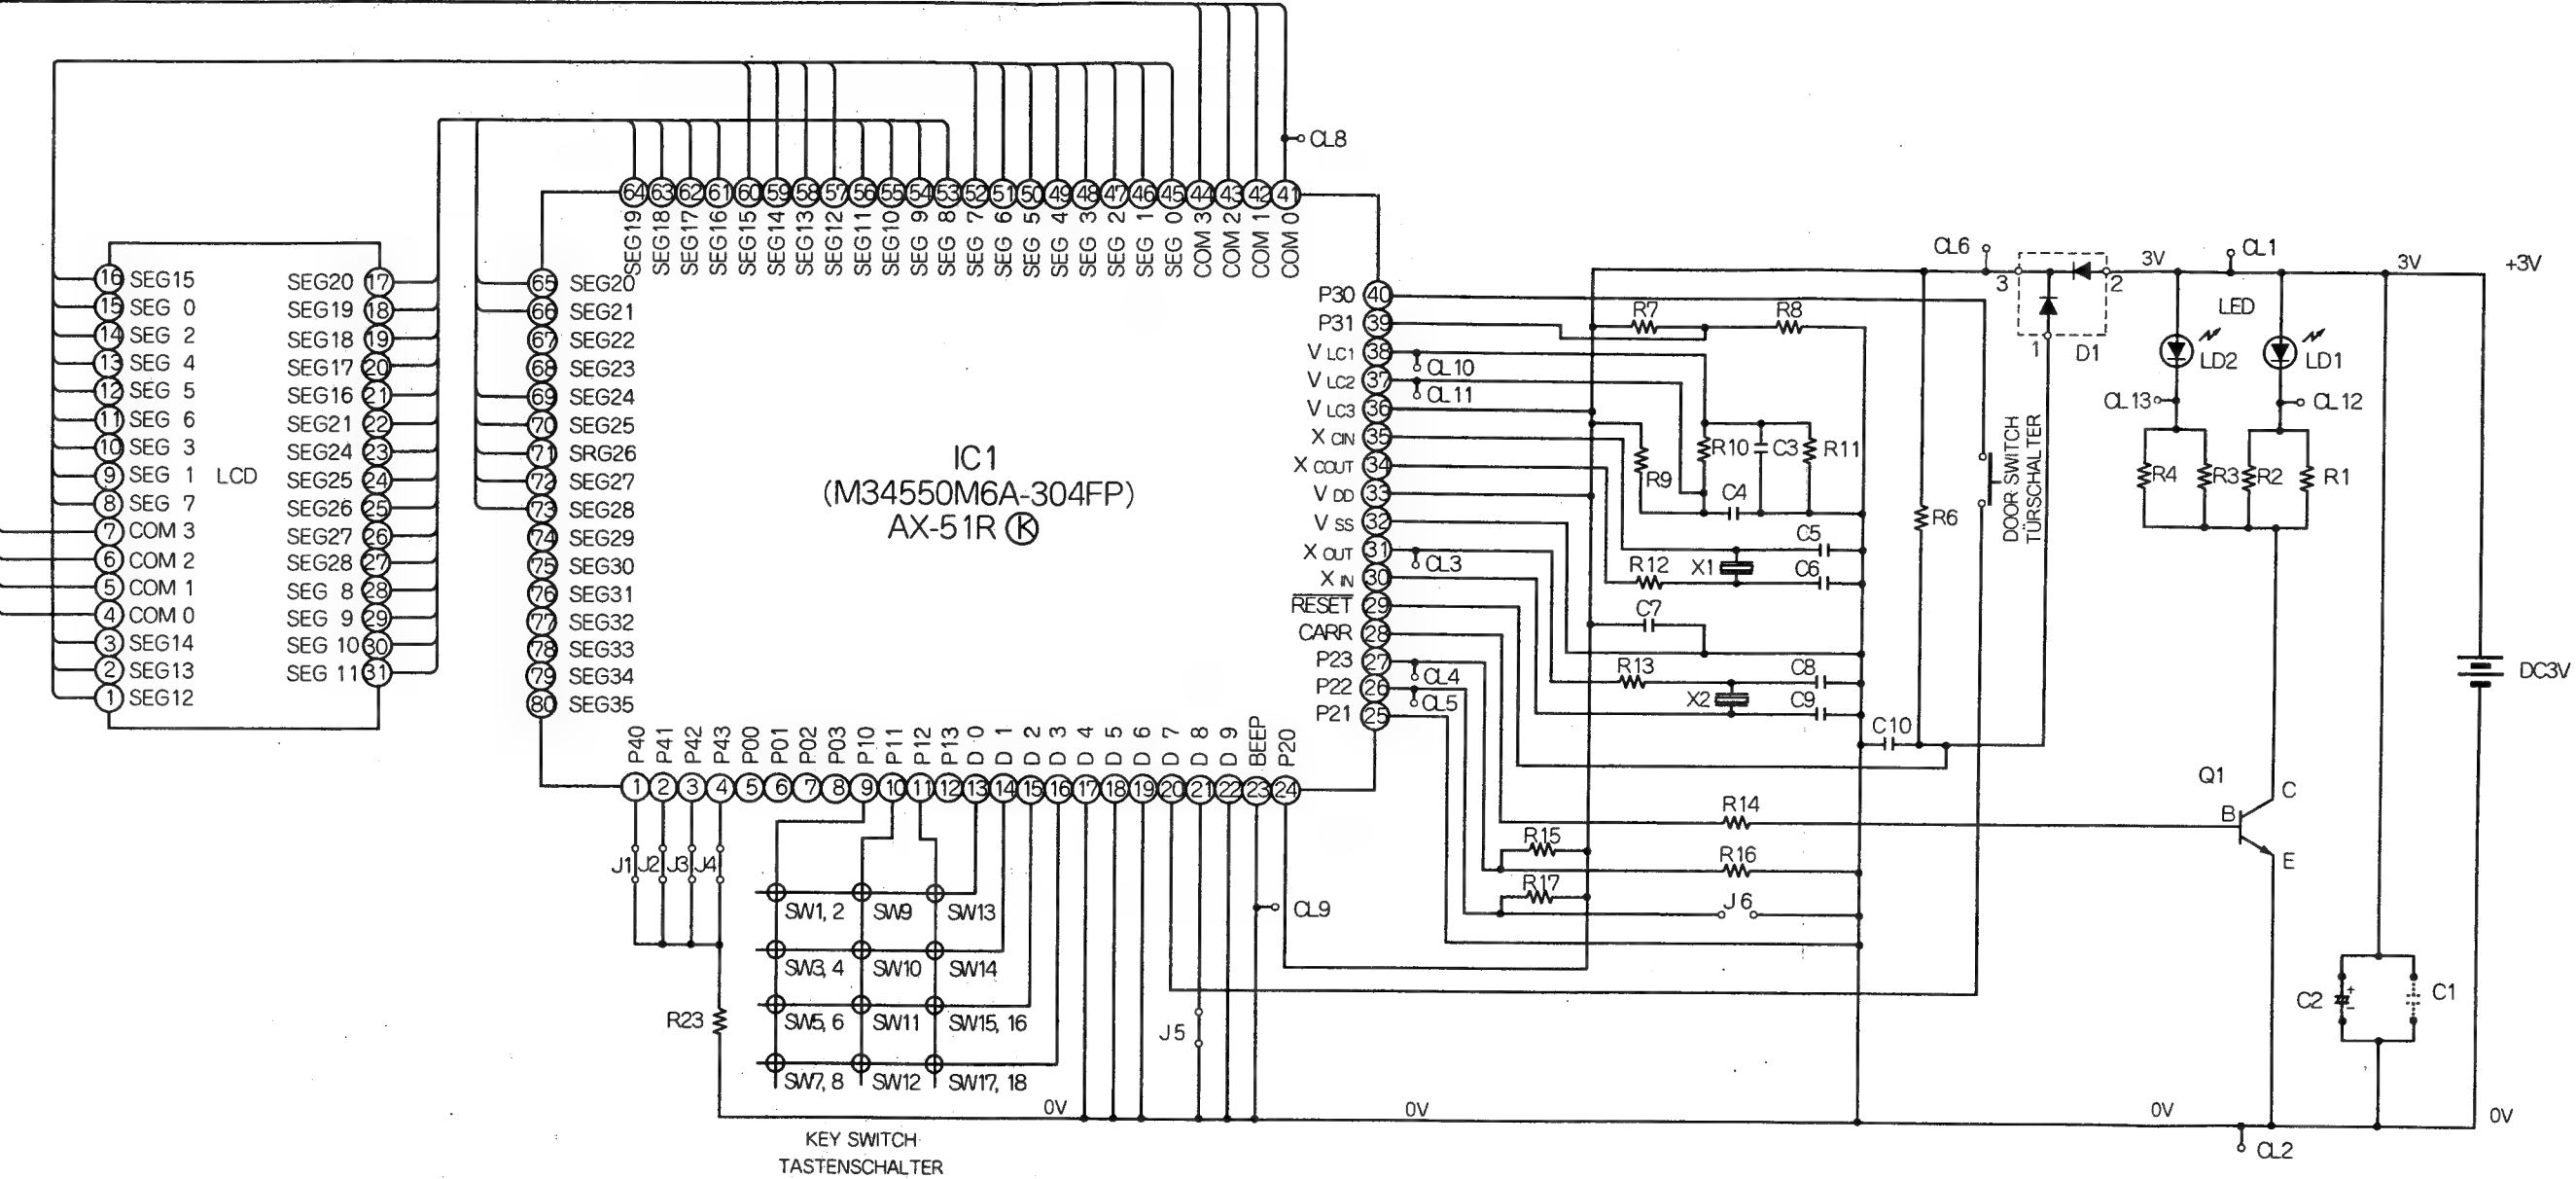 CL8
64 63 62 61 60 59 58 57 56 55 54 53 52 51 50 49 48 47 46 45 44 43 42 41
SEG19 SEG18 SEG17 SEG16 SEG15 SEG14 SEG13 SEG12 SEG11 SEG10 SEG 9 SEG 8 SEG 7 SEG 6 SEG 5 SEG 4 SEG 3 SEG 2 SEG 1 SEG 0 COM 3 COM 2 COM 1 COM 0
16 SEG15
15 SEG 0
14 SEG 2
13 SEG 4
12 SEG 5
11 SEG 6
10 SEG 3
9 SEG 1
8 SEG 7
7 COM 3
6 COM 2
5 COM 1
4 COM 0
3 SEG14
2 SEG13
1 SEG12
LCD
SEG20 17
SEG19 18
SEG18 19
SEG17 20
SEG16 21
SEG21 22
SEG24 23
SEG25 24
SEG26 25
SEG27 26
SEG28 27
SEG 8 28
SEG 9 29
SEG 10 30
SEG 11 31
65 SEG20
66 SEG21
67 SEG22
68 SEG23
69 SEG24
70 SEG25
71 SRG26
72 SEG27
73 SEG28
74 SEG29
75 SEG30
76 SEG31
77 SEG32
78 SEG33
79 SEG34
80 SEG35
IC1
(M34550M6A-304FP)
AX-51R Ⓚ
P30 40
P31 39
V LC1 38
V LC2 37
V LC3 36
X CIN 35
X COUT 34
V DD 33
V SS 32
X OUT 31
X IN 30
RESET 29
CARR 28
P23 27
P22 26
P21 25
P40 P41 P42 P43 P00 P01 P02 P03 P10 P11 P12 P13 D 0 D 1 D 2 D 3 D 4 D 5 D 6 D 7 D 8 D 9 BEEP P20
1 2 3 4 5 6 7 8 9 10 11 12 13 14 15 16 17 18 19 20 21 22 23 24
CL10
CL11
CL3
CL4
CL5
R7
R8
R9
R10
C3
R11
C4
C5
R12
X1
C6
C7
R13
C8
X2
C9
C10
R6
CL6
3
2
1
D1
3V
CL1
3V
+3V
LED
LD2
LD1
CL13
CL12
DOOR SWITCH
TÜRSCHALTER
R4
R3
R2
R1
DC3V
Q1
C
B
E
R14
R15
R16
R17
J6
J1
J2
J3
J4
SW1, 2
SW9
SW13
CL9
SW3, 4
SW10
SW14
R23
SW5, 6
SW11
SW15, 16
J5
SW7, 8
SW12
SW17, 18
C2
+
-
C1
0V
0V
0V
0V
KEY SWITCH
TASTENSCHALTER
CL2